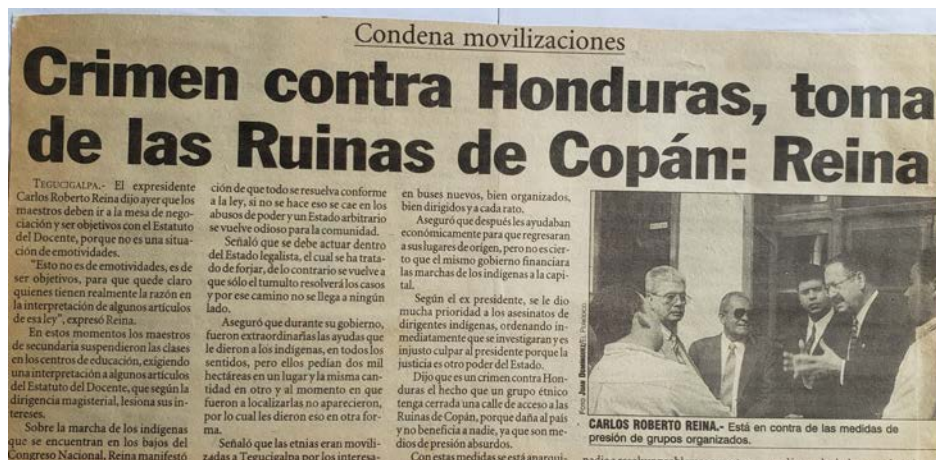 Condena movilizaciones
Crimen contra Honduras, toma
de las Ruinas de Copán: Reina
TEGUCIGALPA.- El expresidente
Carlos Roberto Reina dijo ayer que los
maestros deben ir a la mesa de nego-
ciación y ser objetivos con el Estatuto
del Docente, porque no es una situa-
ción de emotividades.
"Esto no es de emotividades, es de
ser objetivos, para que quede claro
quienes tienen realmente la razón en
la interpretación de algunos artículos
de esa ley", expresó Reina.
En estos momentos los maestros
de secundaria suspendieron las clases
en los centros de educación, exigiendo
una interpretación a algunos artículos
del Estatuto del Docente, que según la
dirigencia magisterial, lesiona sus in-
tereses.
Sobre la marcha de los indígenas
que se encuentran en los bajos del
Congreso Nacional, Reina manifestó
ción de que todo se resuelva conforme
a la ley, si no se hace eso se cae en los
abusos de poder y un Estado arbitrario
se vuelve odioso para la comunidad.
Señaló que se debe actuar dentro
del Estado legalista, el cual se ha trata-
do de forjar, de lo contrario se vuelve a
que sólo el tumulto resolverá los casos
y por ese camino no se llega a ningún
lado.
Aseguró que durante su gobierno,
fueron extraordinarias las ayudas que
le dieron a los indígenas, en todos los
sentidos, pero ellos pedían dos mil
hectáreas en un lugar y la misma can-
tidad en otro y al momento en que
fueron a localizarlas no aparecieron,
por lo cual les dieron eso en otra for-
ma.
Señaló que las etnias eran movili-
zadas a Tegucigalpa por los interesa-
en buses nuevos, bien organizados,
bien dirigidos y a cada rato.
Aseguró que después les ayudaban
económicamente para que regresaran
a sus lugares de origen, pero no es cier-
to que el mismo gobierno financiara
las marchas de los indígenas a la capi-
tal.
Según el ex presidente, se le dio
mucha prioridad a los asesinatos de
dirigentes indígenas, ordenando in-
mediatamente que se investigaran y es
injusto culpar al presidente porque la
justicia es otro poder del Estado.
Dijo que es un crimen contra Hon-
duras el hecho que un grupo étnico
tenga cerrada una calle de acceso a las
Ruinas de Copán, porque daña al país
y no beneficia a nadie, ya que son me-
dios de presión absurdos.
Con estas medidas se está anarqui-
CARLOS ROBERTO REINA.- Está en contra de las medidas de
presión de grupos organizados.